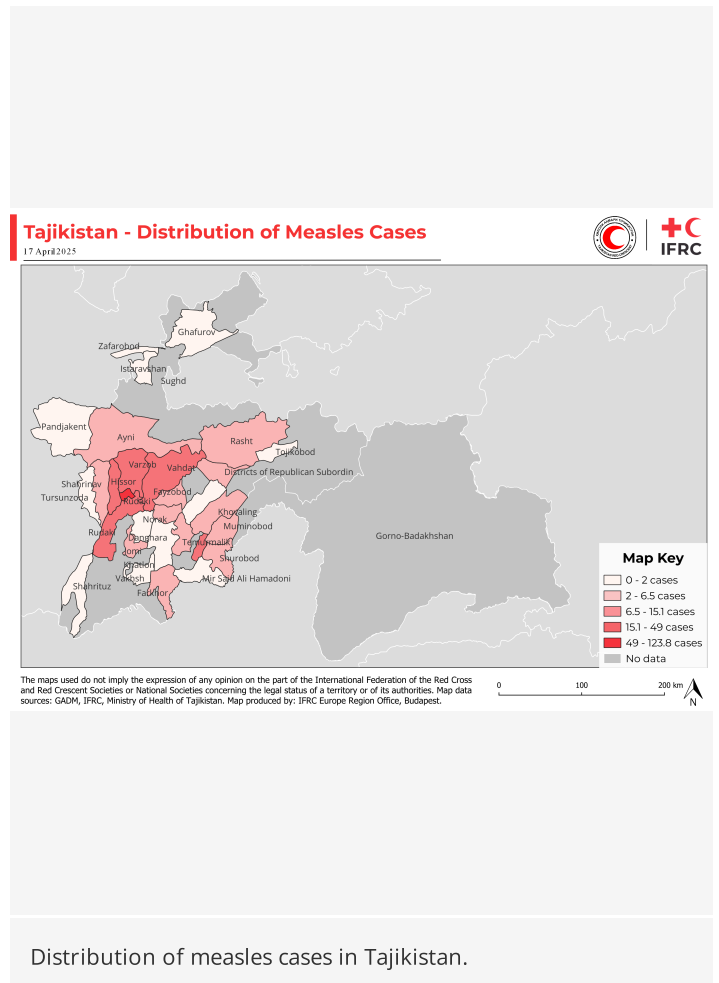 Tajikistan - Distribution of Measles Cases
17 April2025
IFRC
Ghafurov
Zafarobod
Istaravshan
Sughd
Pandjakent
Ayni
Rasht
Tojikobod
Varzob
Vahdat
Districts of Republican Subordin
Shahrinav
Hissor
Tursunzoda
Fayzobod
Rudaki
Khovaling
Norak
Muminobod
Rudaki
Danghara
Temurmalik
Gorno-Badakhshan
Jomi
Shurobod
Khatlon
Vakhsh
Mir Said Ali Hamadoni
Shahrituz
Farkhor
Map Key
0 - 2 cases
2 - 6.5 cases
6.5 - 15.1 cases
15.1 - 49 cases
49 - 123.8 cases
No data
The maps used do not imply the expression of any opinion on the part of the International Federation of the Red Cross
and Red Crescent Societies or National Societies concerning the legal status of a territory or of its authorities. Map data
sources: GADM, IFRC, Ministry of Health of Tajikistan. Map produced by: IFRC Europe Region Office, Budapest.
0 100 200 km
N
Distribution of measles cases in Tajikistan.